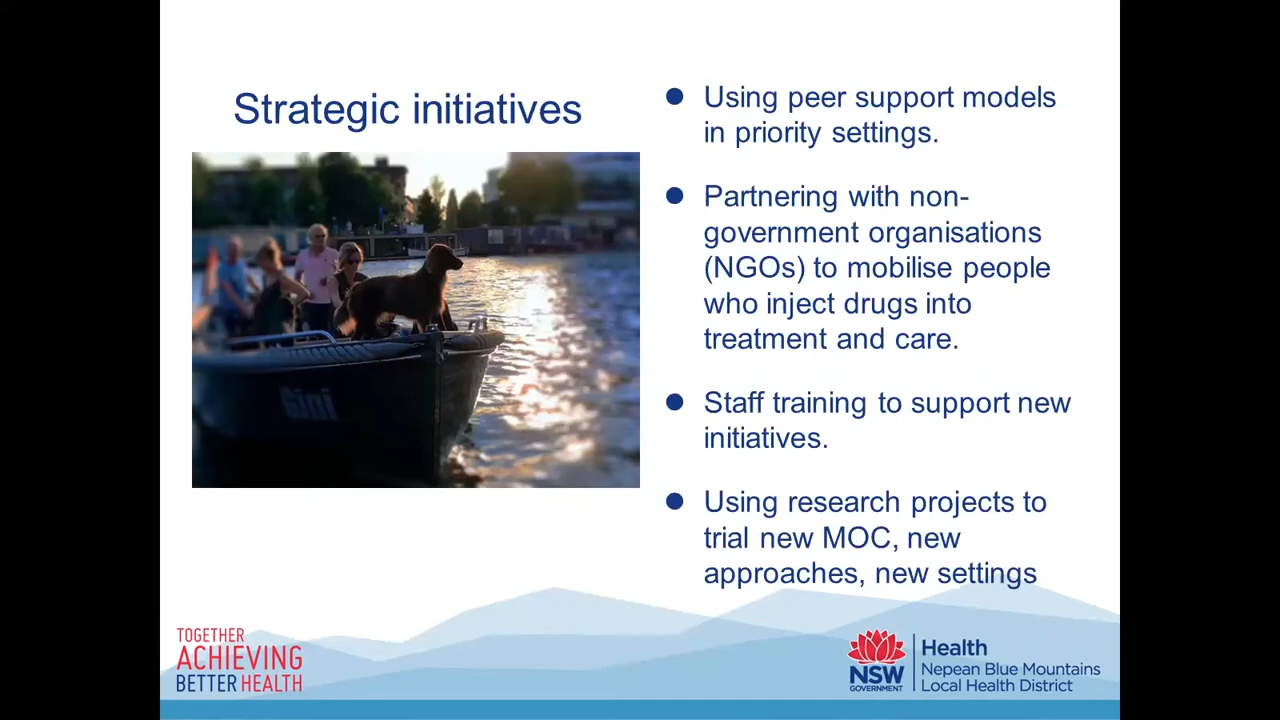 Strategic initiatives
Gini
● Using peer support models
in priority settings.
● Partnering with non-
government organisations
(NGOs) to mobilise people
who inject drugs into
treatment and care.
● Staff training to support new
initiatives.
● Using research projects to
trial new MOC, new
approaches, new settings
TOGETHER
ACHIEVING
BETTER HEALTH
NSW
GOVERNMENT
Health
Nepean Blue Mountains
Local Health District